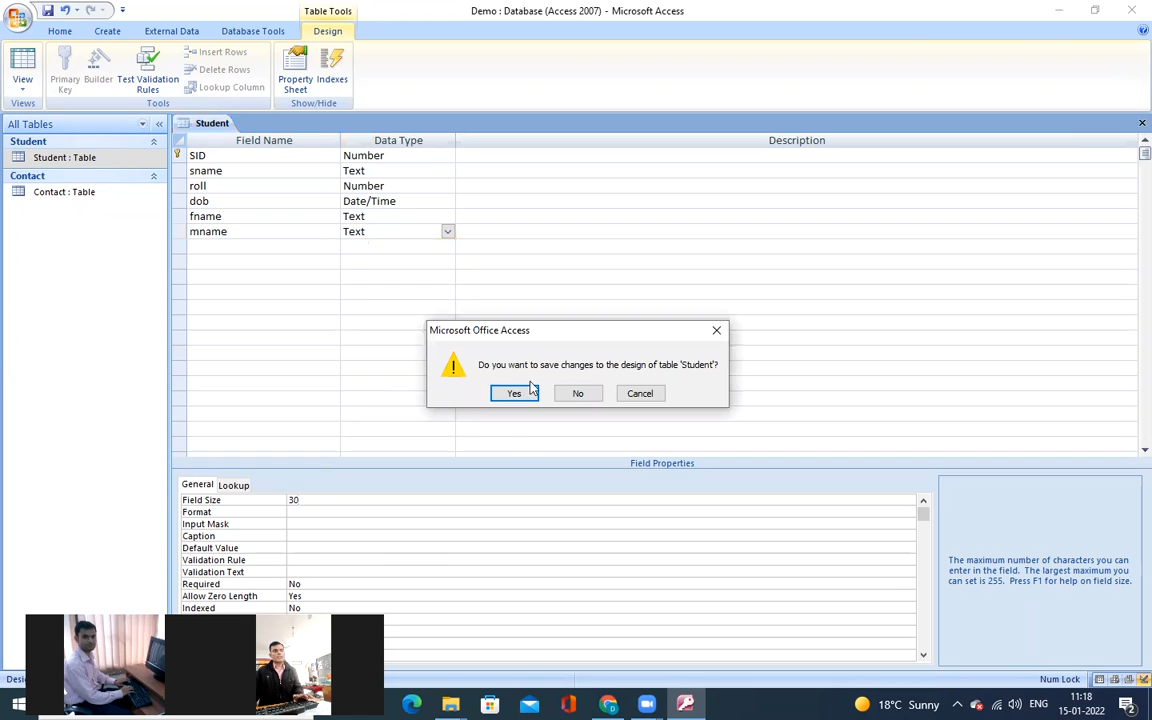 Table Tools
Demo : Database (Access 2007) - Microsoft Access
Home
Create
External Data
Database Tools
Design
View
Primary Key
Builder
Test Validation Rules
Insert Rows
Delete Rows
Lookup Column
Property Sheet
Indexes
Views
Tools
Show/Hide
All Tables
«
Student
Student : Table
Contact
Contact : Table
Student
Field Name
Data Type
Description
SID
Number
sname
Text
roll
Number
dob
Date/Time
fname
Text
mname
Text
Microsoft Office Access
Do you want to save changes to the design of table 'Student'?
Yes
No
Cancel
Field Properties
General
Lookup
Field Size
30
Format
Input Mask
Caption
Default Value
Validation Rule
Validation Text
Required
No
Allow Zero Length
Yes
Indexed
No
The maximum number of characters you can
enter in the field. The largest maximum you
can set is 255. Press F1 for help on field size.
Num Lock
18°C Sunny
ENG
11:18
15-01-2022
2